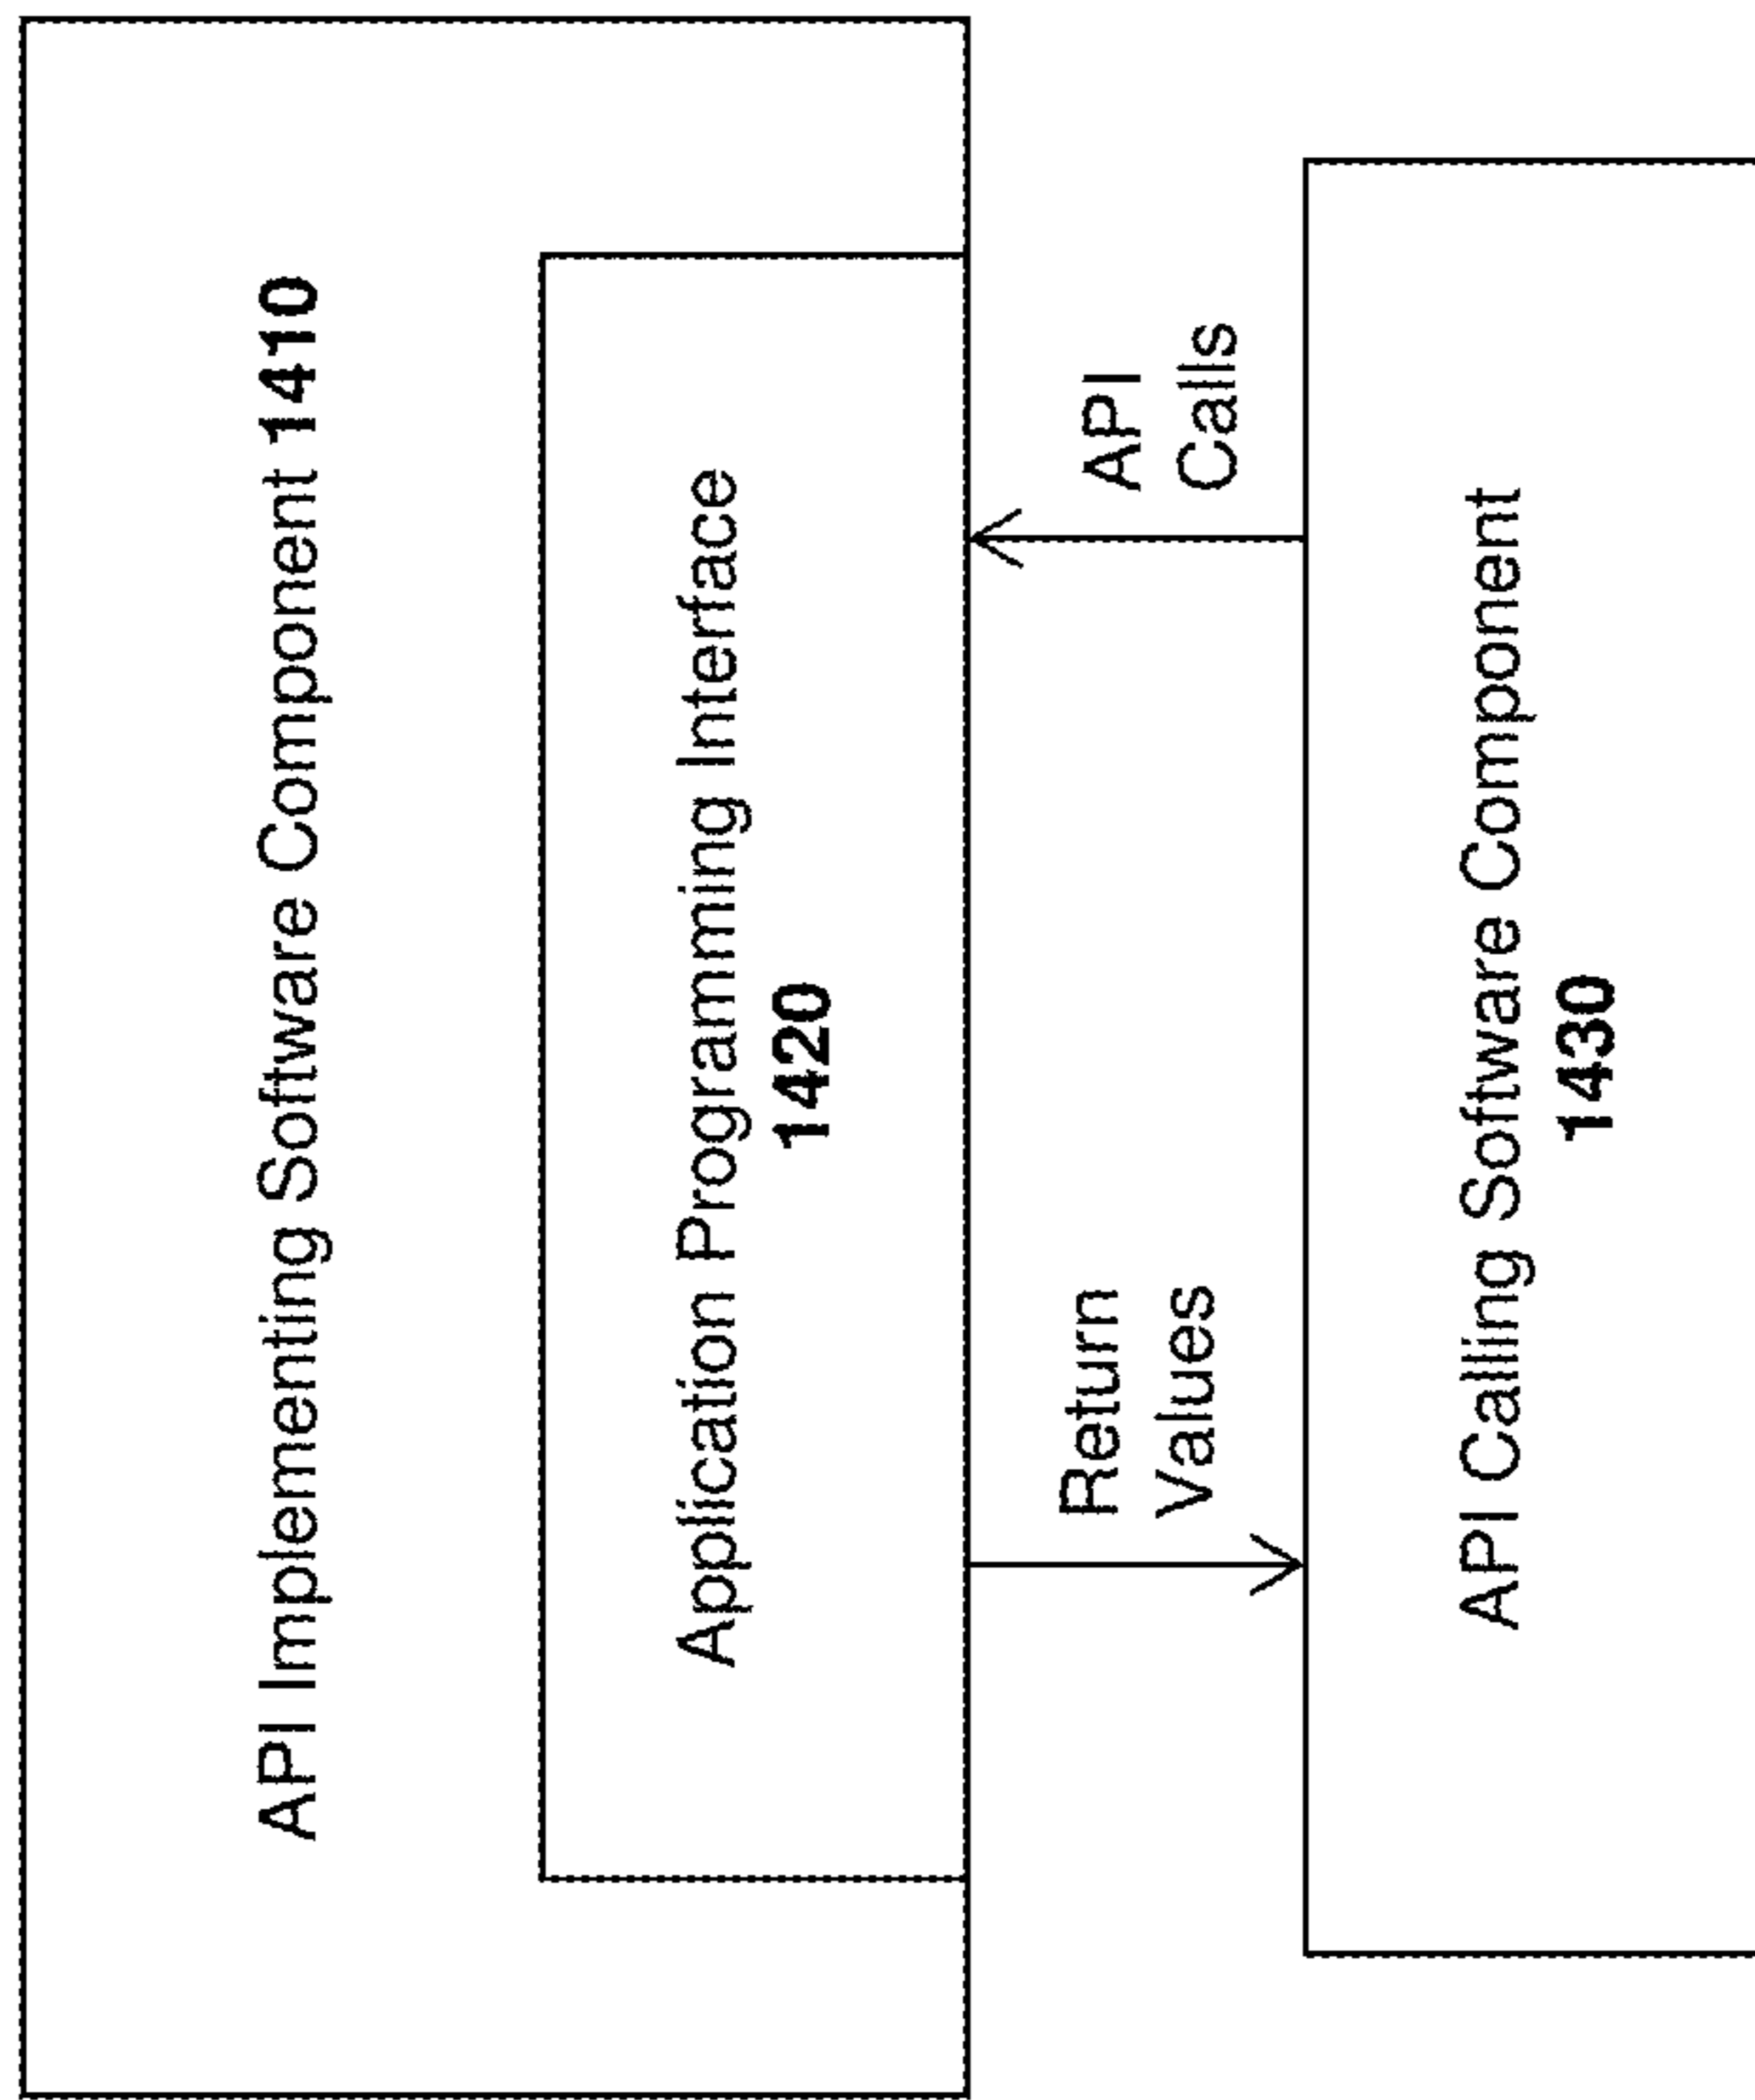 API Implementing Software Component 1410
Application Programming Interface
1420
Return
Values
API
Calls
API Calling Software Component
1430